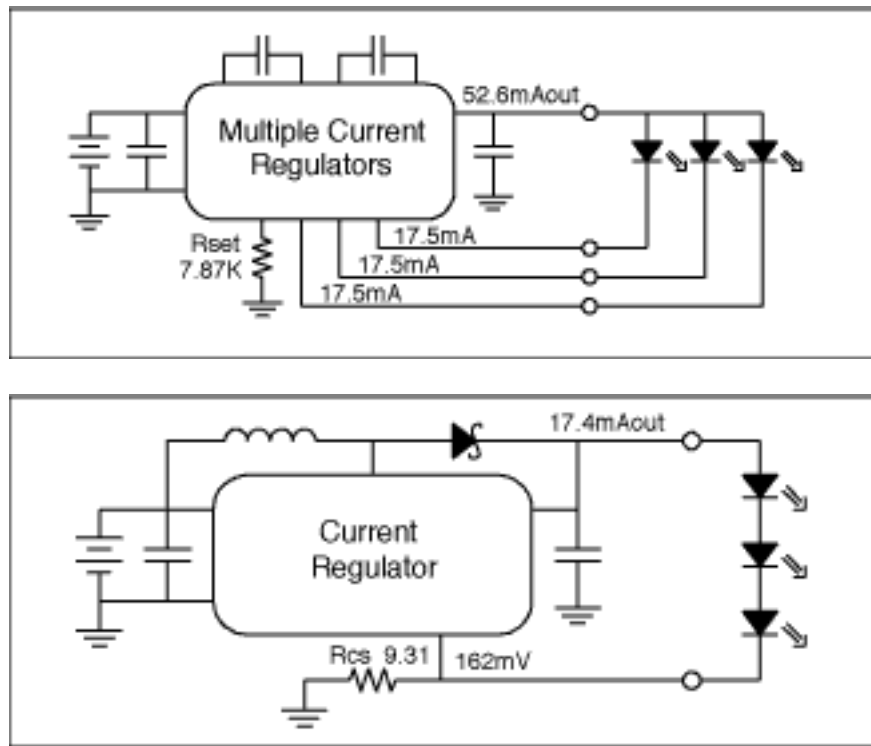 52.6mAout
Multiple Current
Regulators
Rset
7.87K
17.5mA
17.5mA
17.5mA
17.4mAout
Current
Regulator
Rcs 9.31
162mV